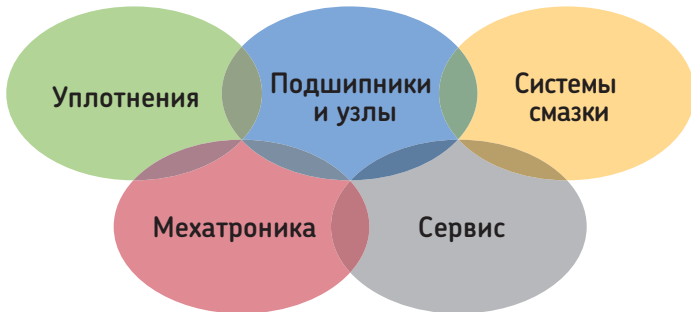 Уплотнения
Подшипники
и узлы
Системы
смазки
Мехатроника
Сервис